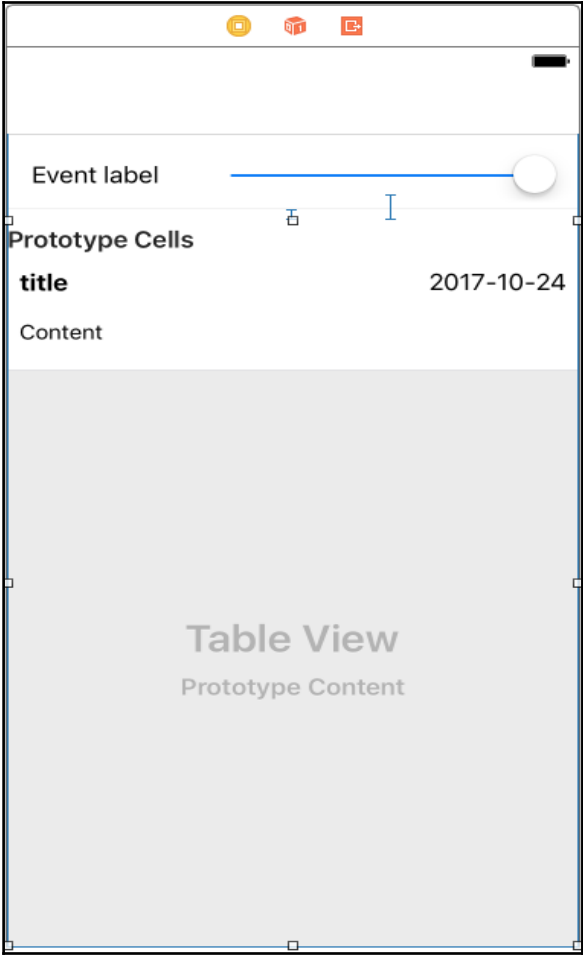 Event label
Prototype Cells
title 2017-10-24
Content
Table View
Prototype Content